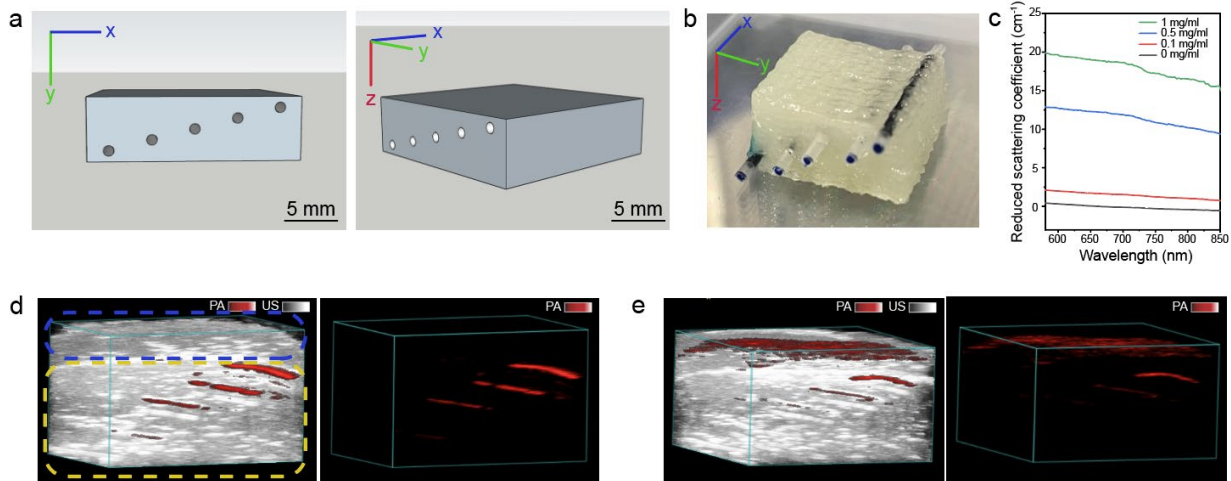 a
x
y
5 mm
x
y
z
5 mm
b
x
y
z
c
Reduced scattering coefficient (cm⁻¹)
25
20
15
10
5
0
1 mg/ml
0.5 mg/ml
0.1 mg/ml
0 mg/ml
600 650 700 750 800 850
Wavelength (nm)
d
PA US
PA
e
PA US
PA